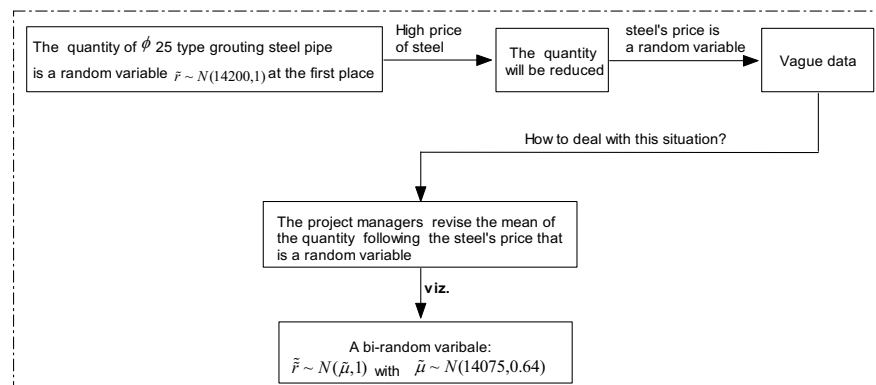 The quantity of ϕ 25 type grouting steel pipe
is a random variable r̃ ~ N(14200,1) at the first place
High price
of steel
The quantity
will be reduced
steel's price is
a random variable
Vague data
How to deal with this situation?
The project managers revise the mean of
the quantity following the steel's price that
is a random variable
viz.
A bi-random varibale:
r̃̃ ~ N(μ̃,1) with μ̃ ~ N(14075,0.64)